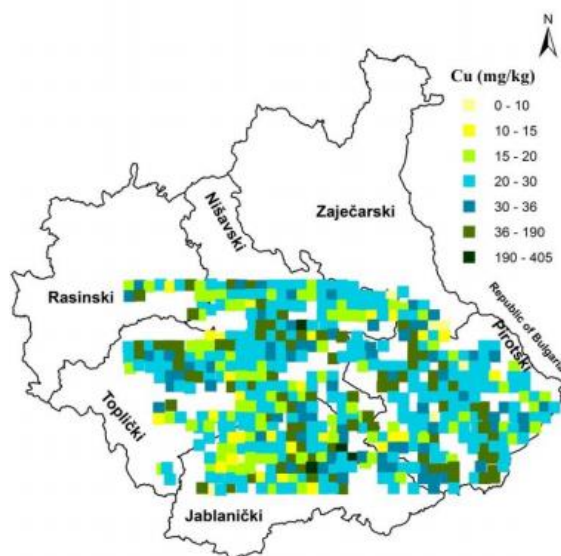 N
Cu (mg/kg)
0 - 10
10 - 15
15 - 20
20 - 30
30 - 36
36 - 190
190 - 405
Zaječarski
Nišavski
Rasinski
Republic of Bulgaria
Pirotski
Toplički
Jablanički